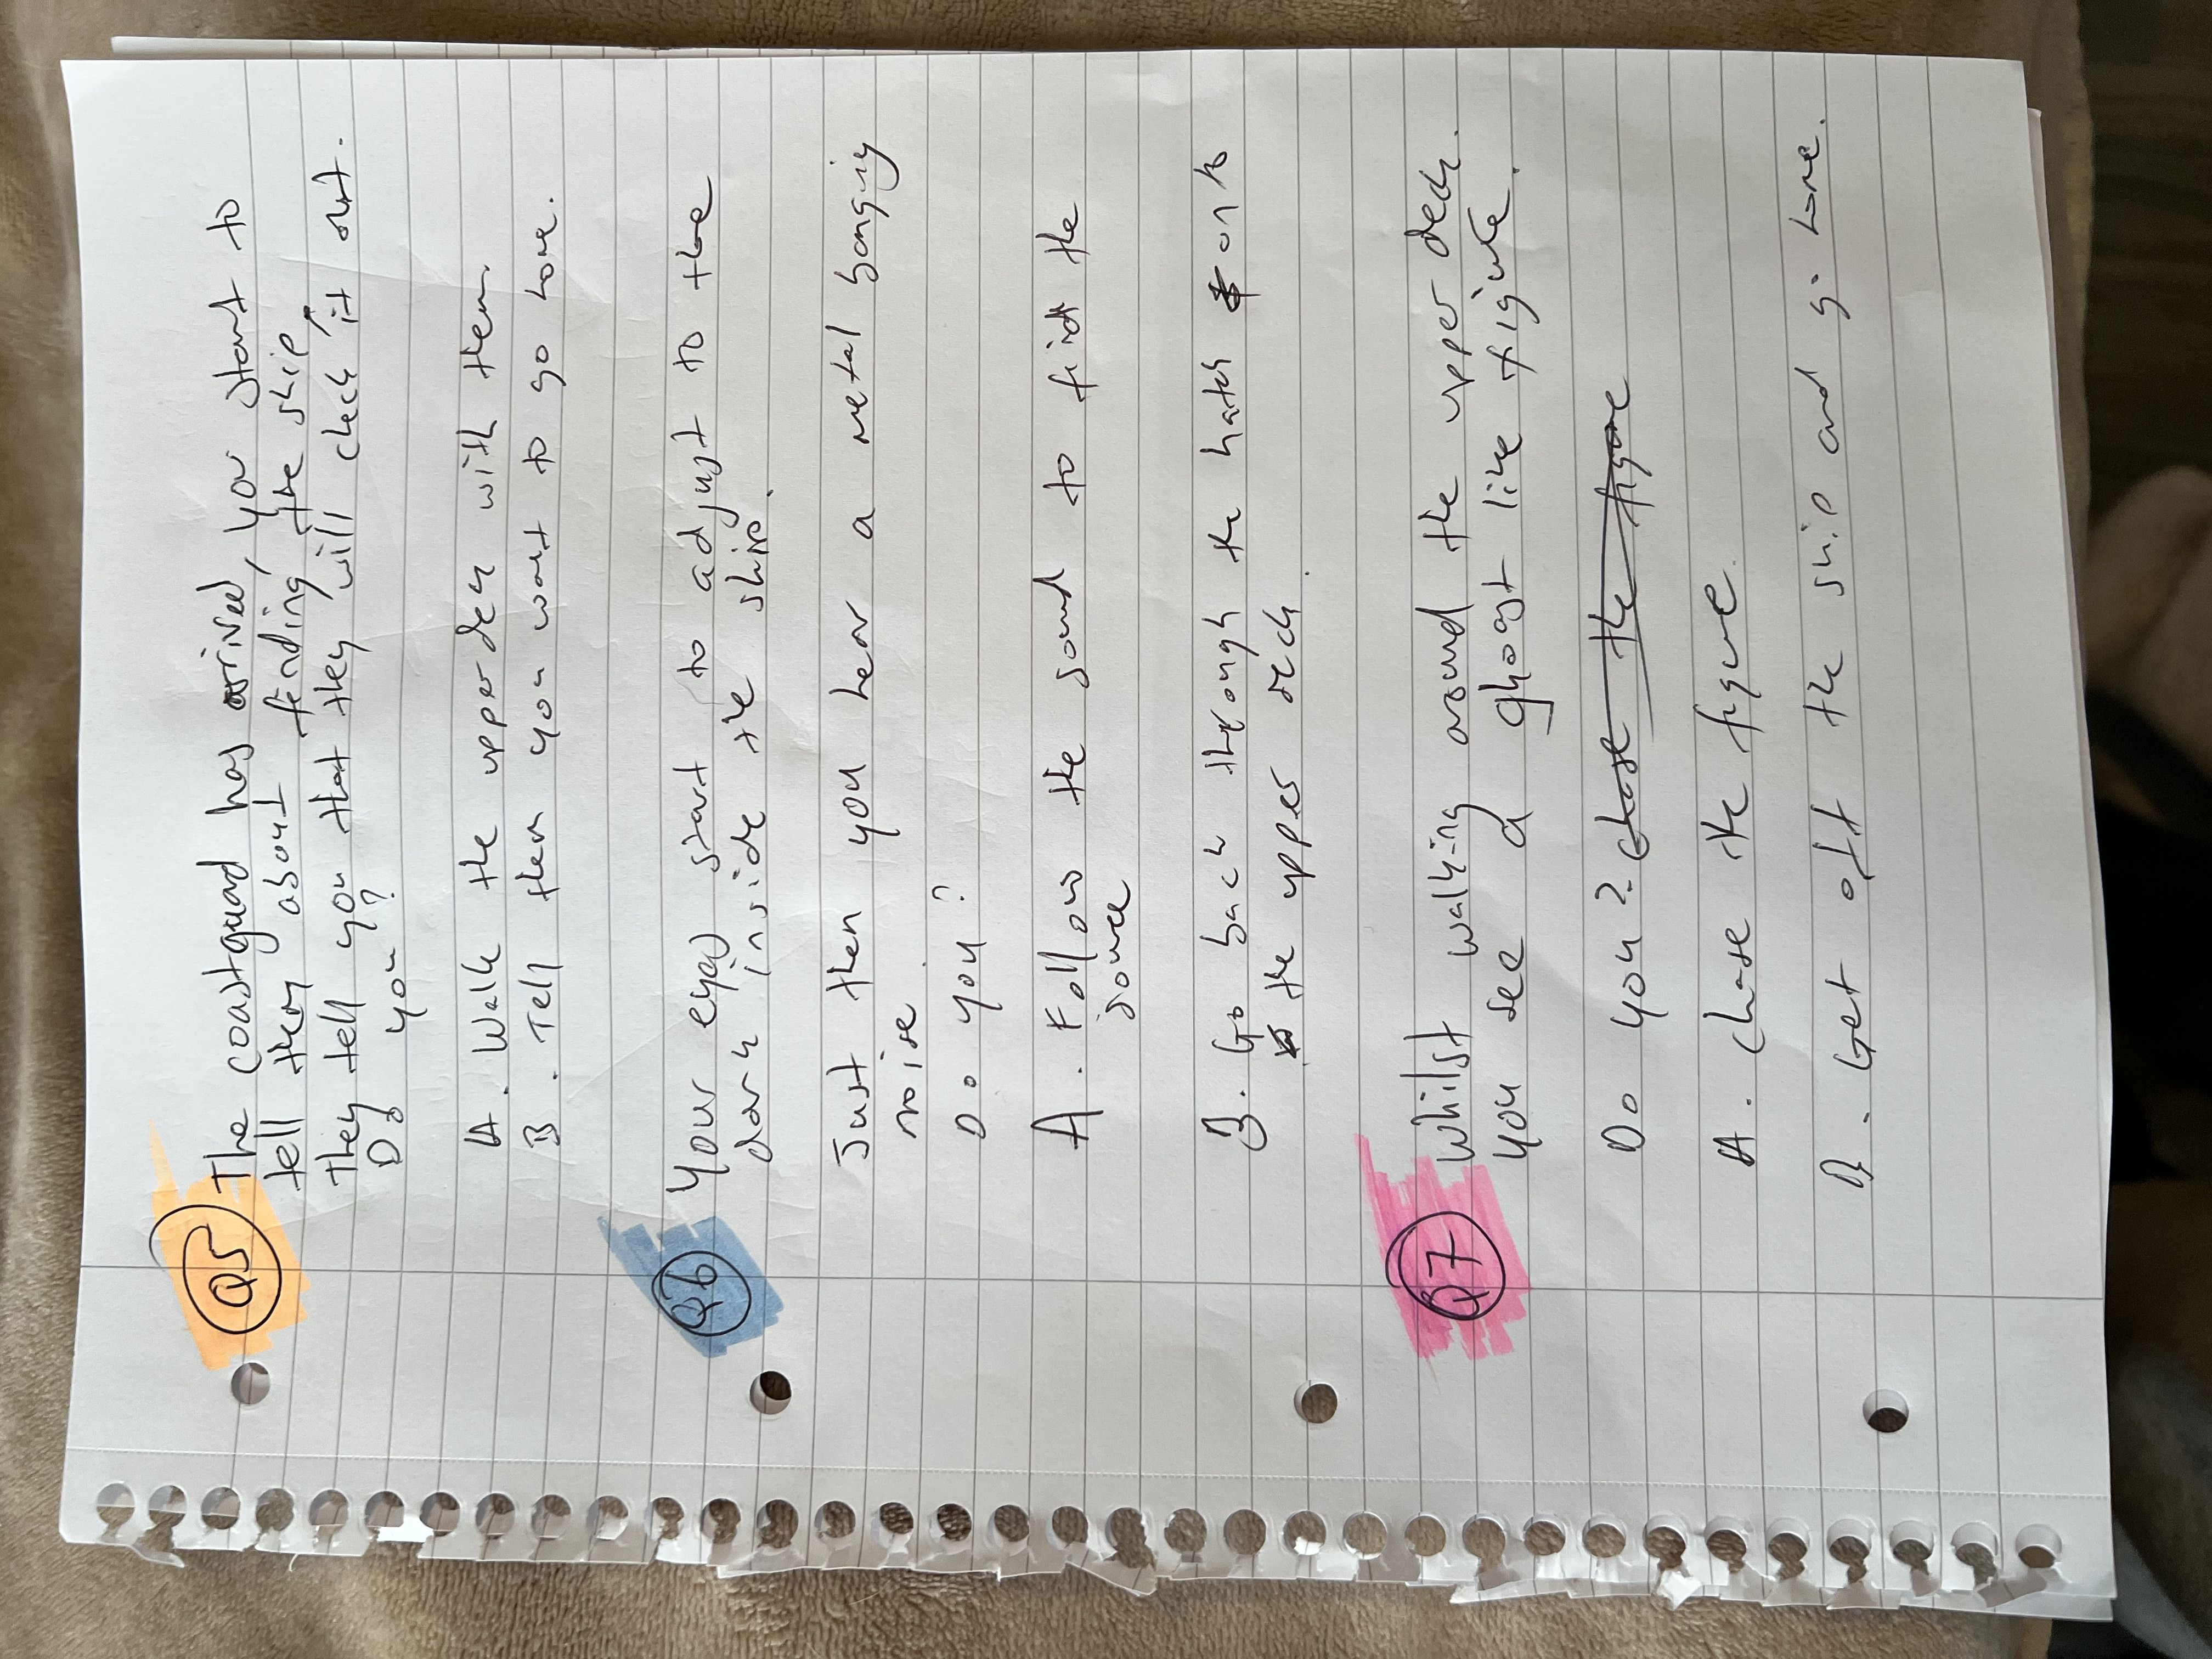 Q5 The coastguard has arrived, you start to
tell them about finding the ship.
They tell you that they will check it out.
Do you?
A. Walk the upper deck with them
B. Tell them you want to go home.
Q6 Your eyes start to adjust to the
dark inside the ship.
Just then you hear a metal banging
noise.
Do you?
A. Follow the sound to find the
source
B. Go back through the hatch onto
the upper deck.
Q7 Whilst walking around the upper deck.
you see a ghost like figure.
Do you? chase the figure
A. Chase the figure.
B. Get off the ship and go home.